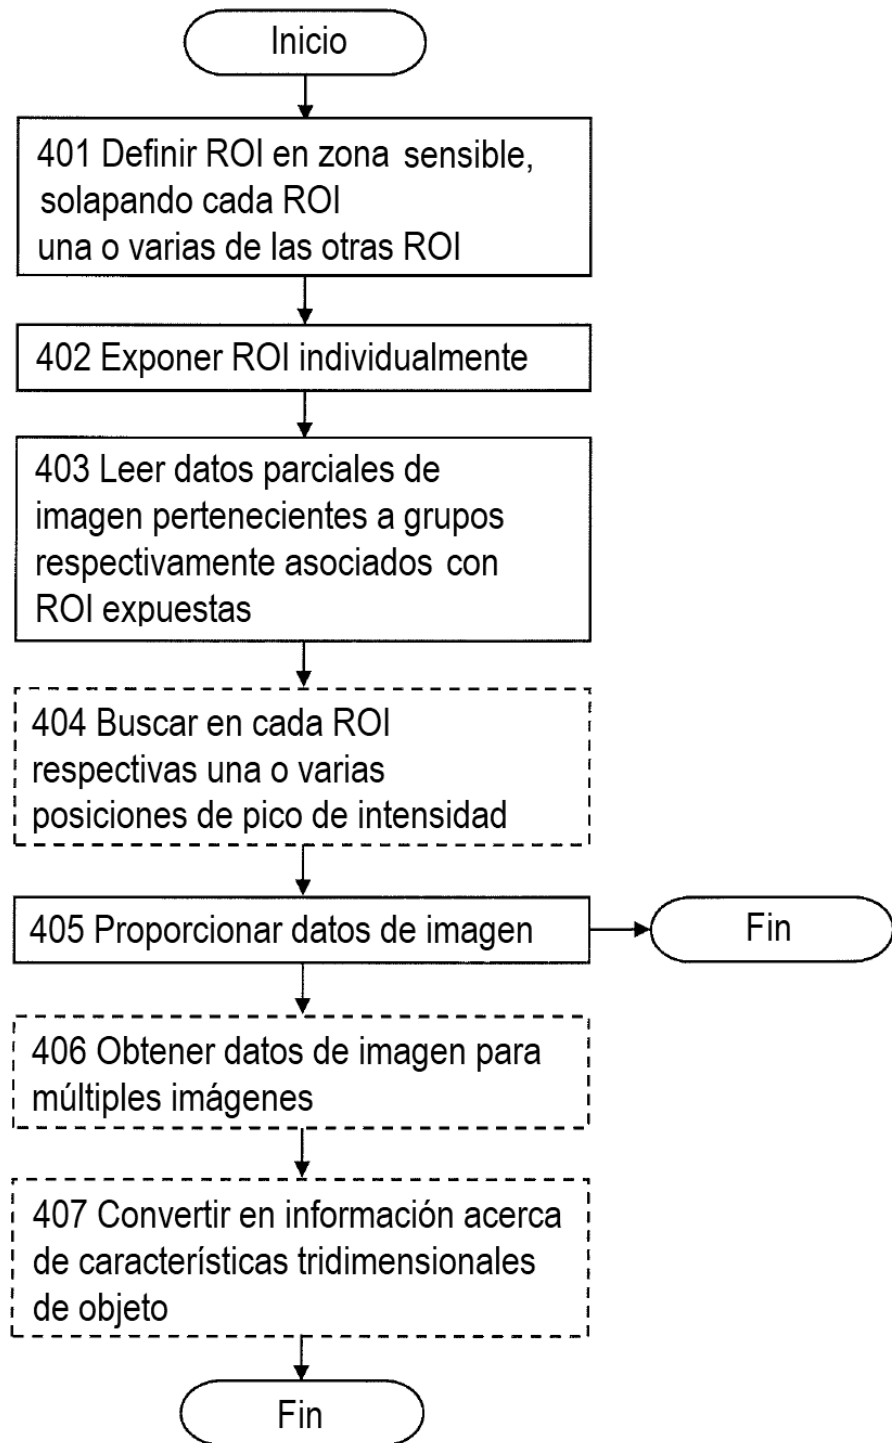 Inicio
401 Definir ROI en zona sensible,
solapando cada ROI
una o varias de las otras ROI
402 Exponer ROI individualmente
403 Leer datos parciales de
imagen pertenecientes a grupos
respectivamente asociados con
ROI expuestas
404 Buscar en cada ROI
respectivas una o varias
posiciones de pico de intensidad
405 Proporcionar datos de imagen
Fin
406 Obtener datos de imagen para
múltiples imágenes
407 Convertir en información acerca
de características tridimensionales
de objeto
Fin